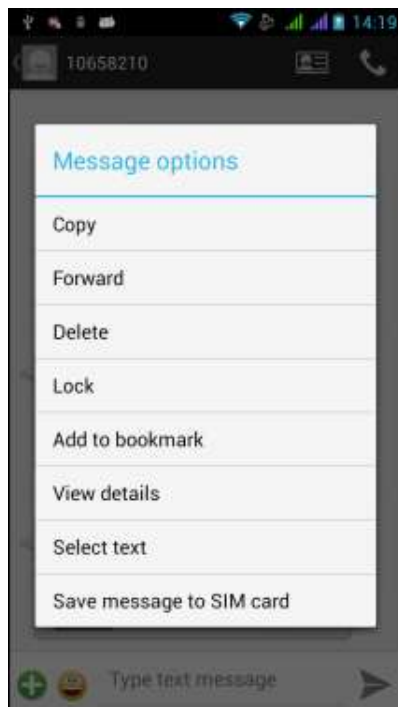 14:19
10658210
Message options
Copy
Forward
Delete
Lock
Add to bookmark
View details
Select text
Save message to SIM card
Type text message